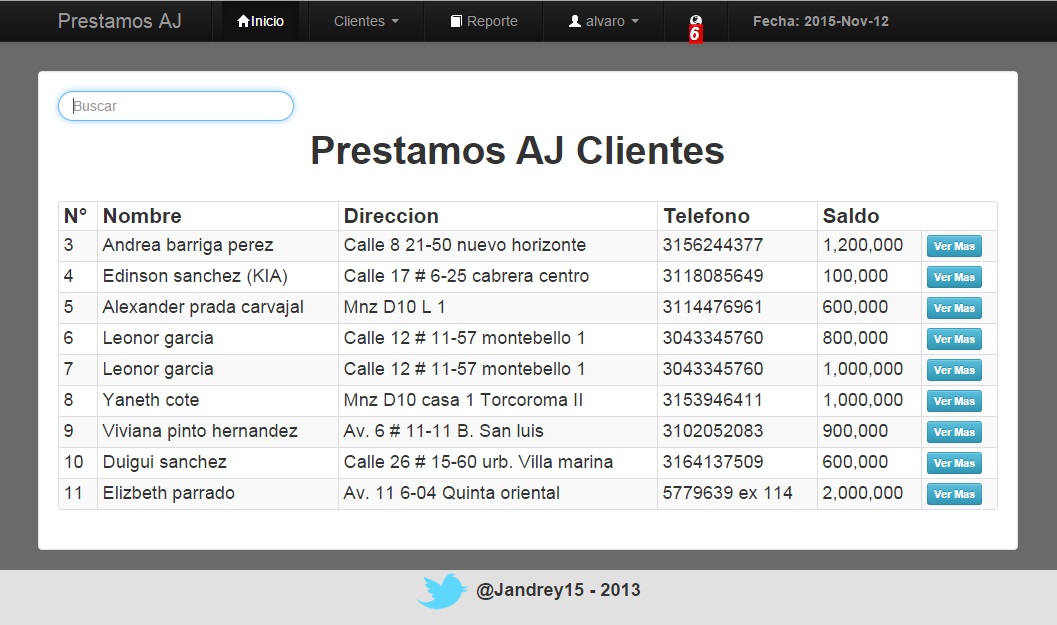 Prestamos AJ Inicio Clientes Reporte alvaro 6 Fecha: 2015-Nov-12
Buscar
Prestamos AJ Clientes
N° Nombre Direccion Telefono Saldo
3 Andrea barriga perez Calle 8 21-50 nuevo horizonte 3156244377 1,200,000 Ver Mas
4 Edinson sanchez (KIA) Calle 17 # 6-25 cabrera centro 3118085649 100,000 Ver Mas
5 Alexander prada carvajal Mnz D10 L 1 3114476961 600,000 Ver Mas
6 Leonor garcia Calle 12 # 11-57 montebello 1 3043345760 800,000 Ver Mas
7 Leonor garcia Calle 12 # 11-57 montebello 1 3043345760 1,000,000 Ver Mas
8 Yaneth cote Mnz D10 casa 1 Torcoroma II 3153946411 1,000,000 Ver Mas
9 Viviana pinto hernandez Av. 6 # 11-11 B. San luis 3102052083 900,000 Ver Mas
10 Duigui sanchez Calle 26 # 15-60 urb. Villa marina 3164137509 600,000 Ver Mas
11 Elizbeth parrado Av. 11 6-04 Quinta oriental 5779639 ex 114 2,000,000 Ver Mas
@Jandrey15 - 2013